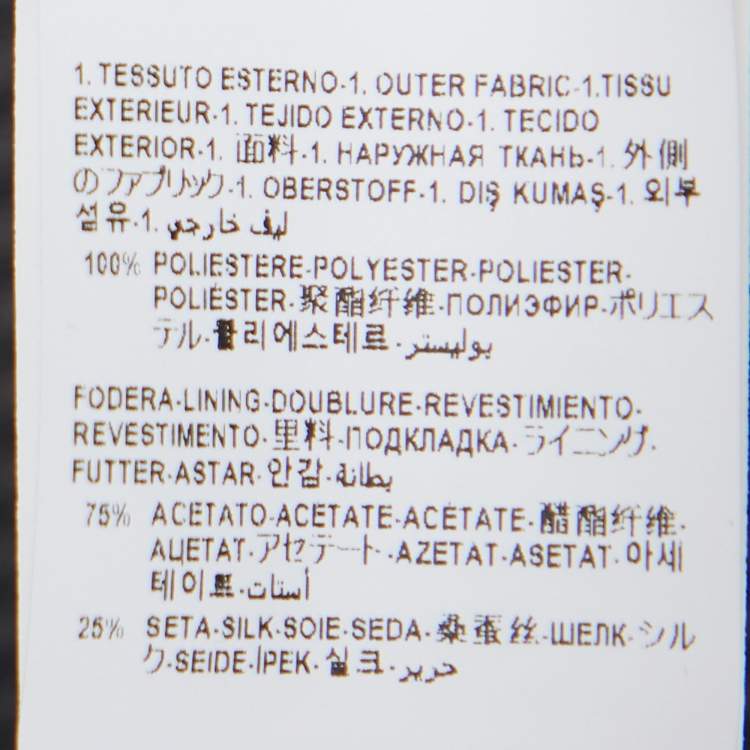 1. TESSUTO ESTERNO-1. OUTER FABRIC-1.TISSU
EXTERIEUR-1. TEJIDO EXTERNO-1. TECIDO
EXTERIOR-1. 面料-1. НАРУЖНАЯ ТКАНЬ-1. 外側
のファブリック-1. OBERSTOFF-1. DIŞ KUMAŞ-1. 외부
섬유-1. ليف خارجي
100% POLIESTERE-POLYESTER-POLIESTER-
POLIÉSTER-聚酯纤维-ПОЛИЭФИР-ポリエス
テル-폴리에스테르-بوليستر
FODERA-LINING-DOUBLURE-REVESTIMIENTO-
REVESTIMENTO-里料-ПОДКЛАДКА-ライニング-
FUTTER-ASTAR-안감-بطانة
75% ACETATO-ACETATE-ACÉTATE-醋酯纤维-
АЦЕТАТ-アセテート-AZETAT-ASETAT-아세
테이트-أستات
25% SETA-SILK-SOIE-SEDA-桑蚕丝-ШЕЛК-シル
ク-SEIDE-İPEK-실크-حرير